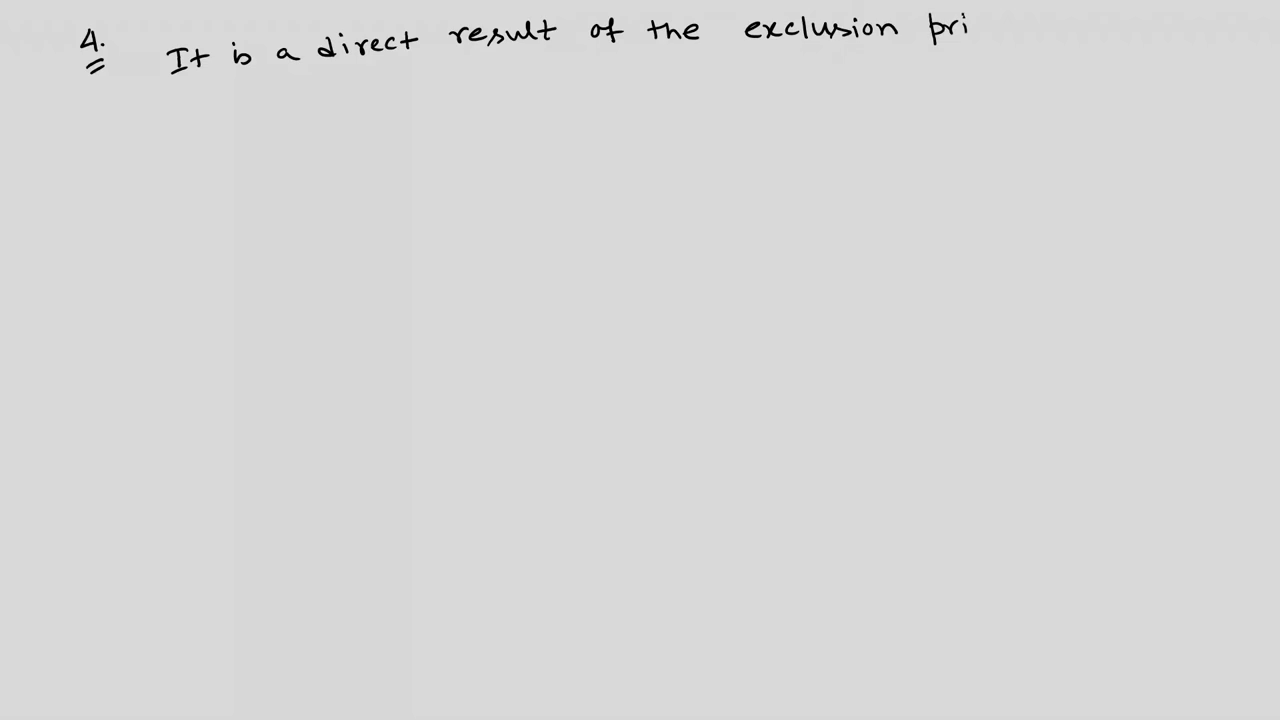 4. It is a direct result of the exclusion pri